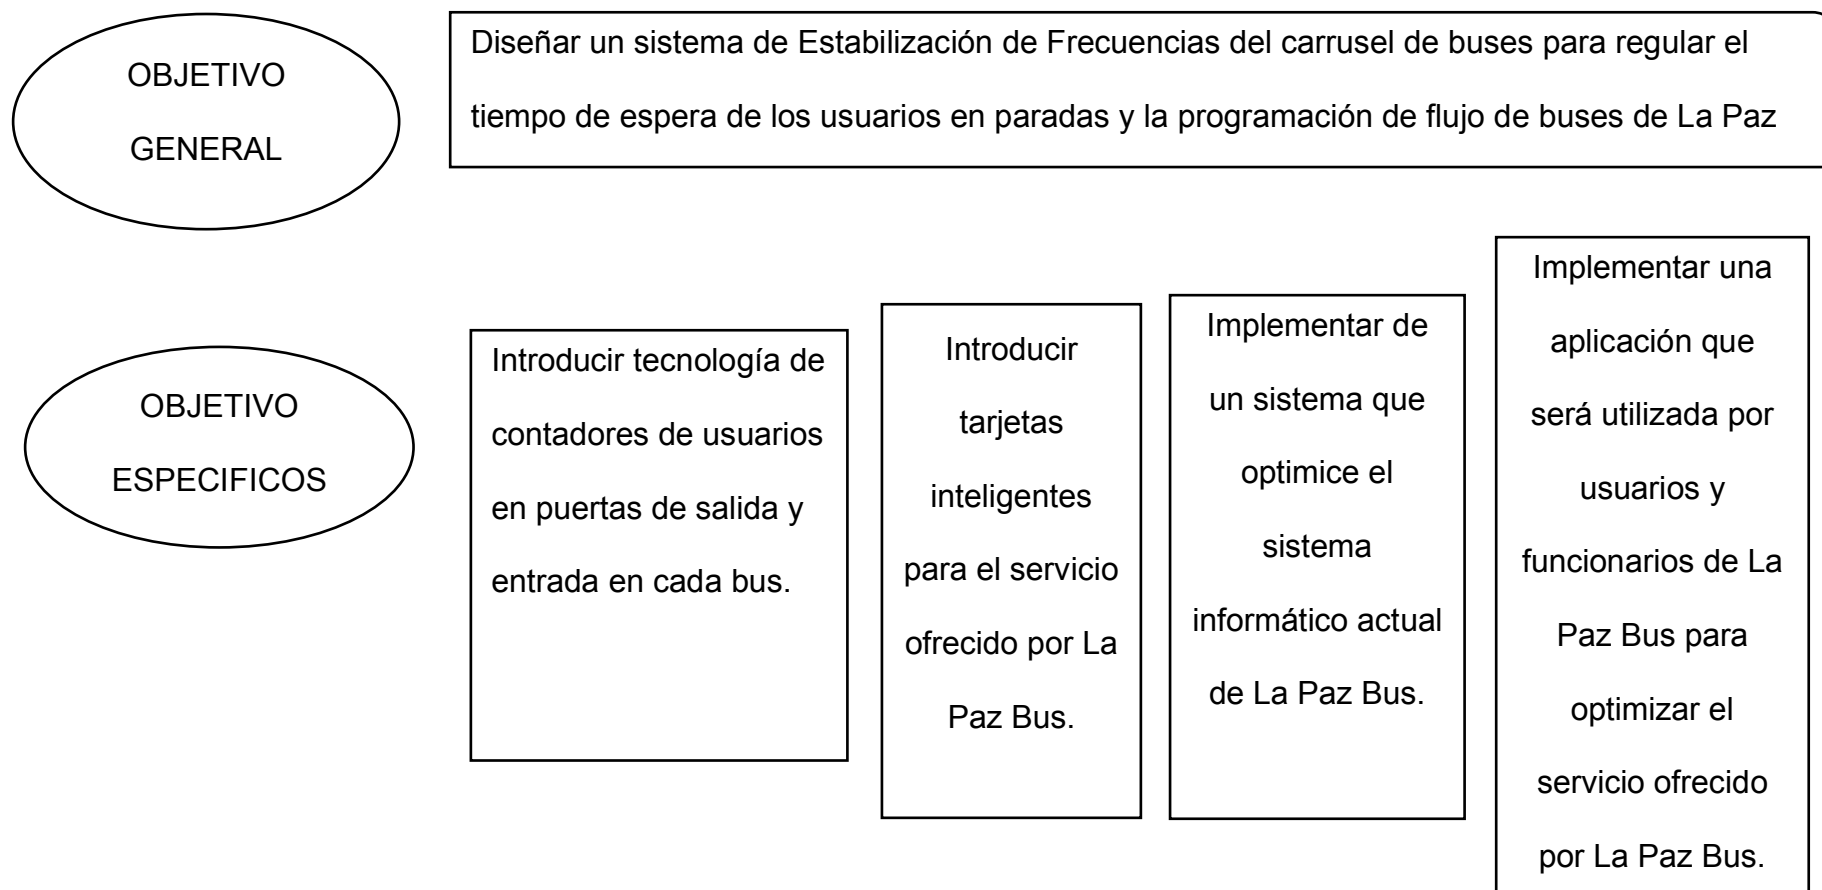 OBJETIVO
GENERAL
Diseñar un sistema de Estabilización de Frecuencias del carrusel de buses para regular el
tiempo de espera de los usuarios en paradas y la programación de flujo de buses de La Paz
OBJETIVO
ESPECIFICOS
Introducir tecnología de
contadores de usuarios
en puertas de salida y
entrada en cada bus.
Introducir
tarjetas
inteligentes
para el servicio
ofrecido por La
Paz Bus.
Implementar de
un sistema que
optimice el
sistema
informático actual
de La Paz Bus.
Implementar una
aplicación que
será utilizada por
usuarios y
funcionarios de La
Paz Bus para
optimizar el
servicio ofrecido
por La Paz Bus.